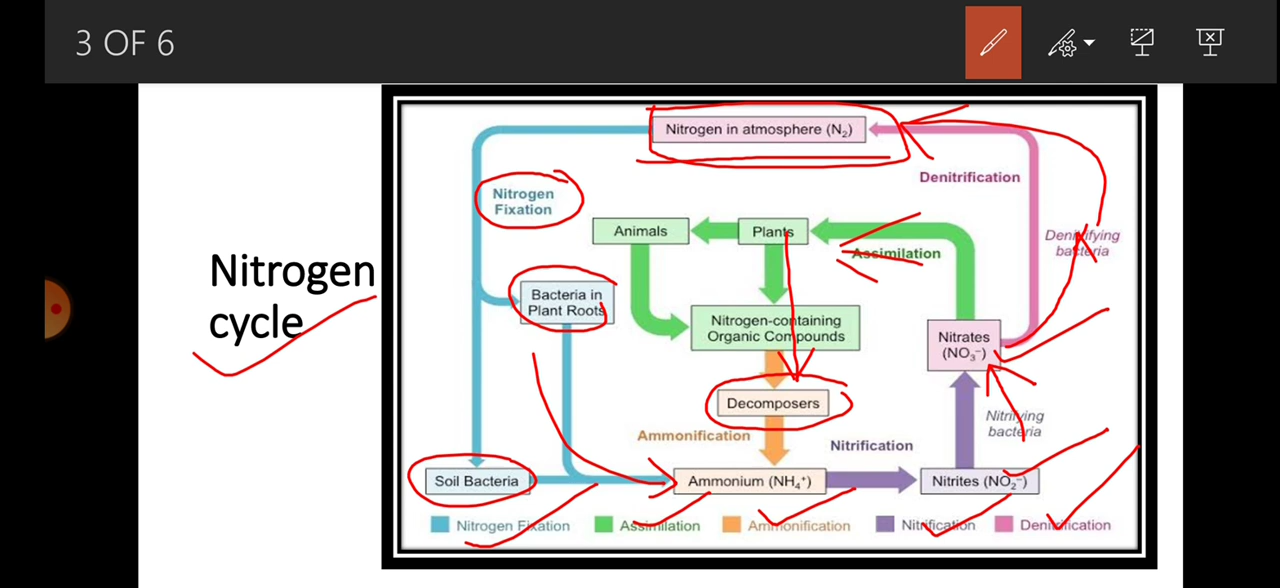 3 OF 6
Nitrogen
cycle
Nitrogen in atmosphere (N₂)
Denitrification
Nitrogen
Fixation
Animals
Plants
Assimilation
Denitrifying
bacteria
Bacteria in
Plant Roots
Nitrogen-containing
Organic Compounds
Nitrates
(NO₃⁻)
Decomposers
Nitrifying
bacteria
Ammonification
Nitrification
Soil Bacteria
Ammonium (NH₄⁺)
Nitrites (NO₂⁻)
Nitrogen Fixation
Assimilation
Ammonification
Nitrification
Denitrification